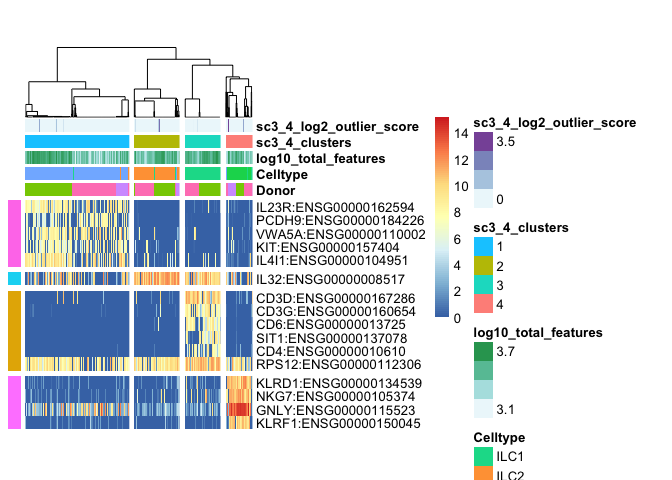 sc3_4_log2_outlier_score
sc3_4_clusters
log10_total_features
Celltype
Donor
IL23R:ENSG00000162594
PCDH9:ENSG00000184226
VWA5A:ENSG00000110002
KIT:ENSG00000157404
IL4I1:ENSG00000104951
IL32:ENSG00000008517
CD3D:ENSG00000167286
CD3G:ENSG00000160654
CD6:ENSG00000013725
SIT1:ENSG00000137078
CD4:ENSG00000010610
RPS12:ENSG00000112306
KLRD1:ENSG00000134539
NKG7:ENSG00000105374
GNLY:ENSG00000115523
KLRF1:ENSG00000150045
14
12
10
8
6
4
2
0
sc3_4_log2_outlier_score
3.5
0
sc3_4_clusters
1
2
3
4
log10_total_features
3.7
3.1
Celltype
ILC1
ILC2